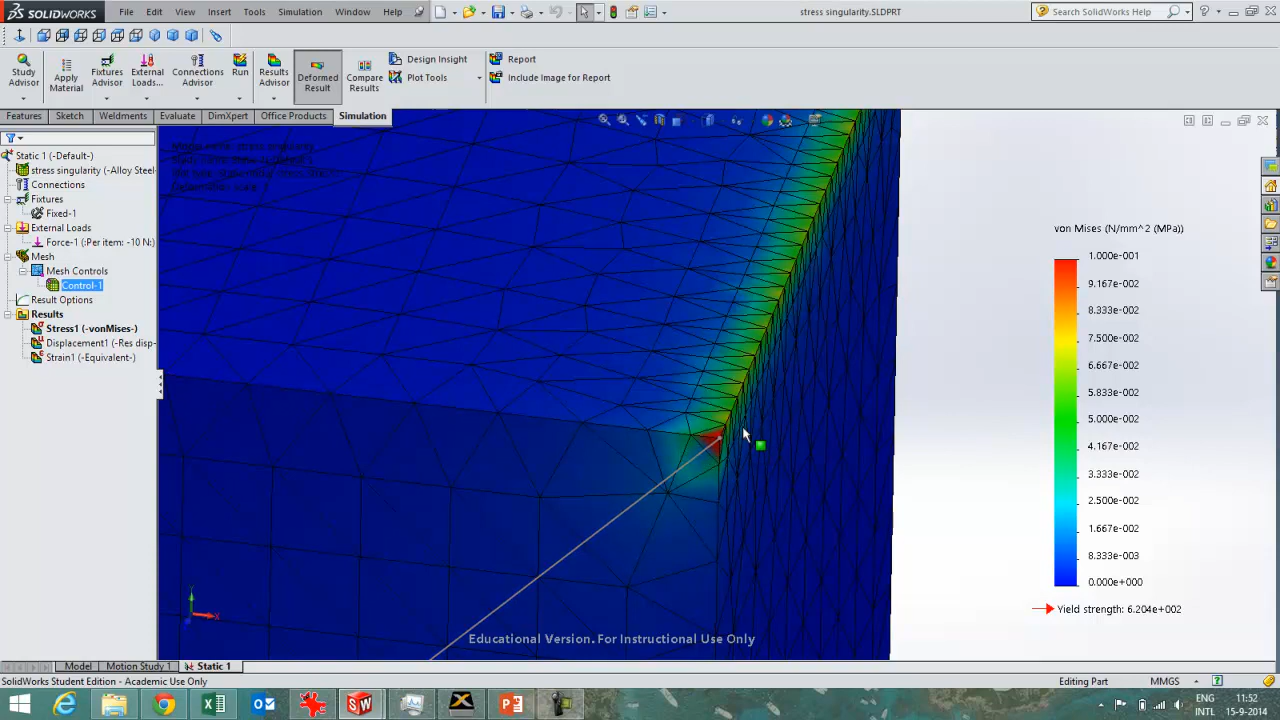 SOLIDWORKS
File Edit View Insert Tools Simulation Window Help
stress singularity.SLDPRT
Search SolidWorks Help
Study Advisor
Apply Material
Fixtures Advisor
External Loads...
Connections Advisor
Run
Results Advisor
Deformed Result
Compare Results
Design Insight
Plot Tools
Report
Include Image for Report
Features Sketch Weldments Evaluate DimXpert Office Products Simulation
Static 1 (-Default-)
stress singularity (-Alloy Steel-
Connections
Fixtures
Fixed-1
External Loads
Force-1 (:Per item: -10 N:)
Mesh
Mesh Controls
Control-1
Result Options
Results
Stress1 (-vonMises-)
Displacement1 (-Res disp-
Strain1 (-Equivalent-)
von Mises (N/mm^2 (MPa))
1.000e-001
9.167e-002
8.333e-002
7.500e-002
6.667e-002
5.833e-002
5.000e-002
4.167e-002
3.333e-002
2.500e-002
1.667e-002
8.333e-003
0.000e+000
Yield strength: 6.204e+002
Y
X
Educational Version. For Instructional Use Only
Model Motion Study 1 Static 1
SolidWorks Student Edition - Academic Use Only
Editing Part
MMGS
ENG
INTL
11:52
15-9-2014